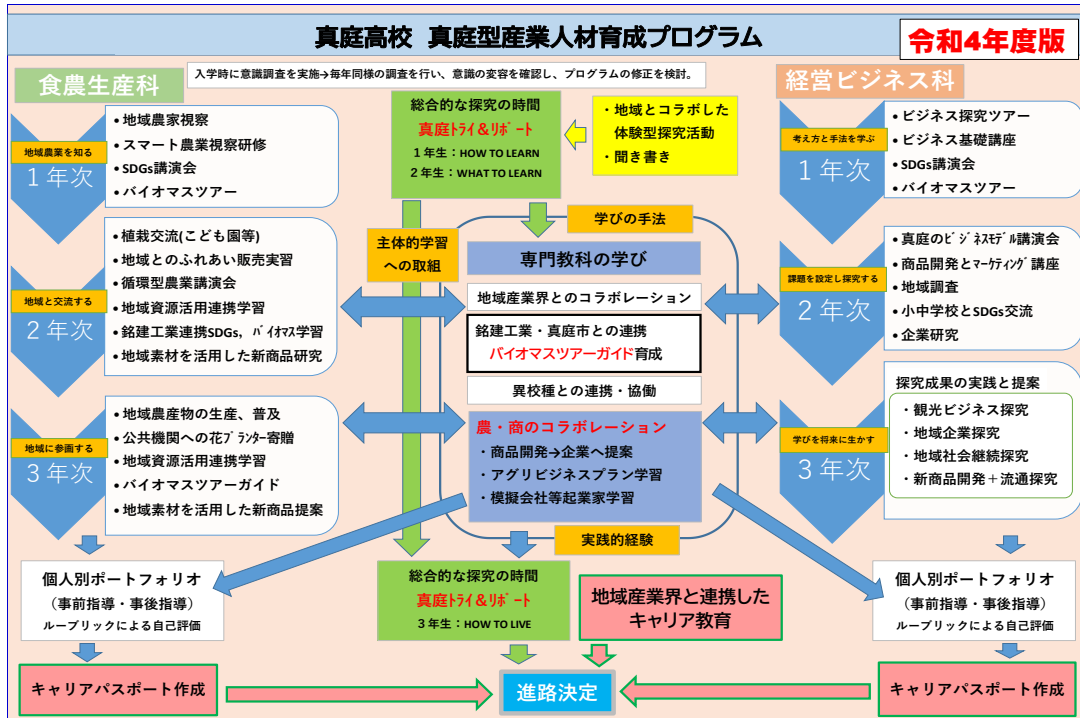 真庭高校 真庭型産業人材育成プログラム
令和4年度版
入学時に意識調査を実施→毎年同様の調査を行い、意識の変容を確認し、プログラムの修正を検討。
食農生産科
地域農業を知る
1年次
•地域農家視察
•スマート農業視察研修
•SDGs講演会
•バイオマスツアー
地域と交流する
2年次
•植栽交流(こども園等)
•地域とのふれあい販売実習
•循環型農業講演会
•地域資源活用連携学習
•銘建工業連携SDGs，ﾊﾞｲｵﾏｽ学習
•地域素材を活用した新商品研究
地域に参画する
3年次
•地域農産物の生産、普及
•公共機関への花ﾌﾟﾗﾝﾀｰ寄贈
•地域資源活用連携学習
•バイオマスツアーガイド
•地域素材を活用した新商品提案
個人別ポートフォリオ
（事前指導・事後指導）
ルーブリックによる自己評価
キャリアパスポート作成
総合的な探究の時間
真庭ﾄﾗｲ&ﾘﾎﾟｰﾄ
1年生：HOW TO LEARN
2年生：WHAT TO LEARN
・地域とコラボした
体験型探究活動
・聞き書き
学びの手法
主体的学習
への取組
専門教科の学び
地域産業界とのコラボレーション
銘建工業・真庭市との連携
バイオマスツアーガイド育成
異校種との連携・協働
農・商のコラボレーション
・商品開発→企業へ提案
・アグリビジネスプラン学習
・模擬会社等起業家学習
実践的経験
総合的な探究の時間
真庭ﾄﾗｲ&ﾘﾎﾟｰﾄ
3年生：HOW TO LIVE
地域産業界と連携した
キャリア教育
進路決定
経営ビジネス科
考え方と手法を学ぶ
1年次
•ビジネス探究ツアー
•ビジネス基礎講座
•SDGs講演会
•バイオマスツアー
課題を設定し探究する
2年次
•真庭のﾋﾞｼﾞﾈｽﾓﾃﾞﾙ講演会
•商品開発とﾏｰｹﾃｨﾝｸﾞ講座
•地域調査
•小中学校とSDGs交流
•企業研究
学びを将来に生かす
3年次
探究成果の実践と提案
・観光ビジネス探究
・地域企業探究
・地域社会継続探究
・新商品開発＋流通探究
個人別ポートフォリオ
（事前指導・事後指導）
ルーブリックによる自己評価
キャリアパスポート作成